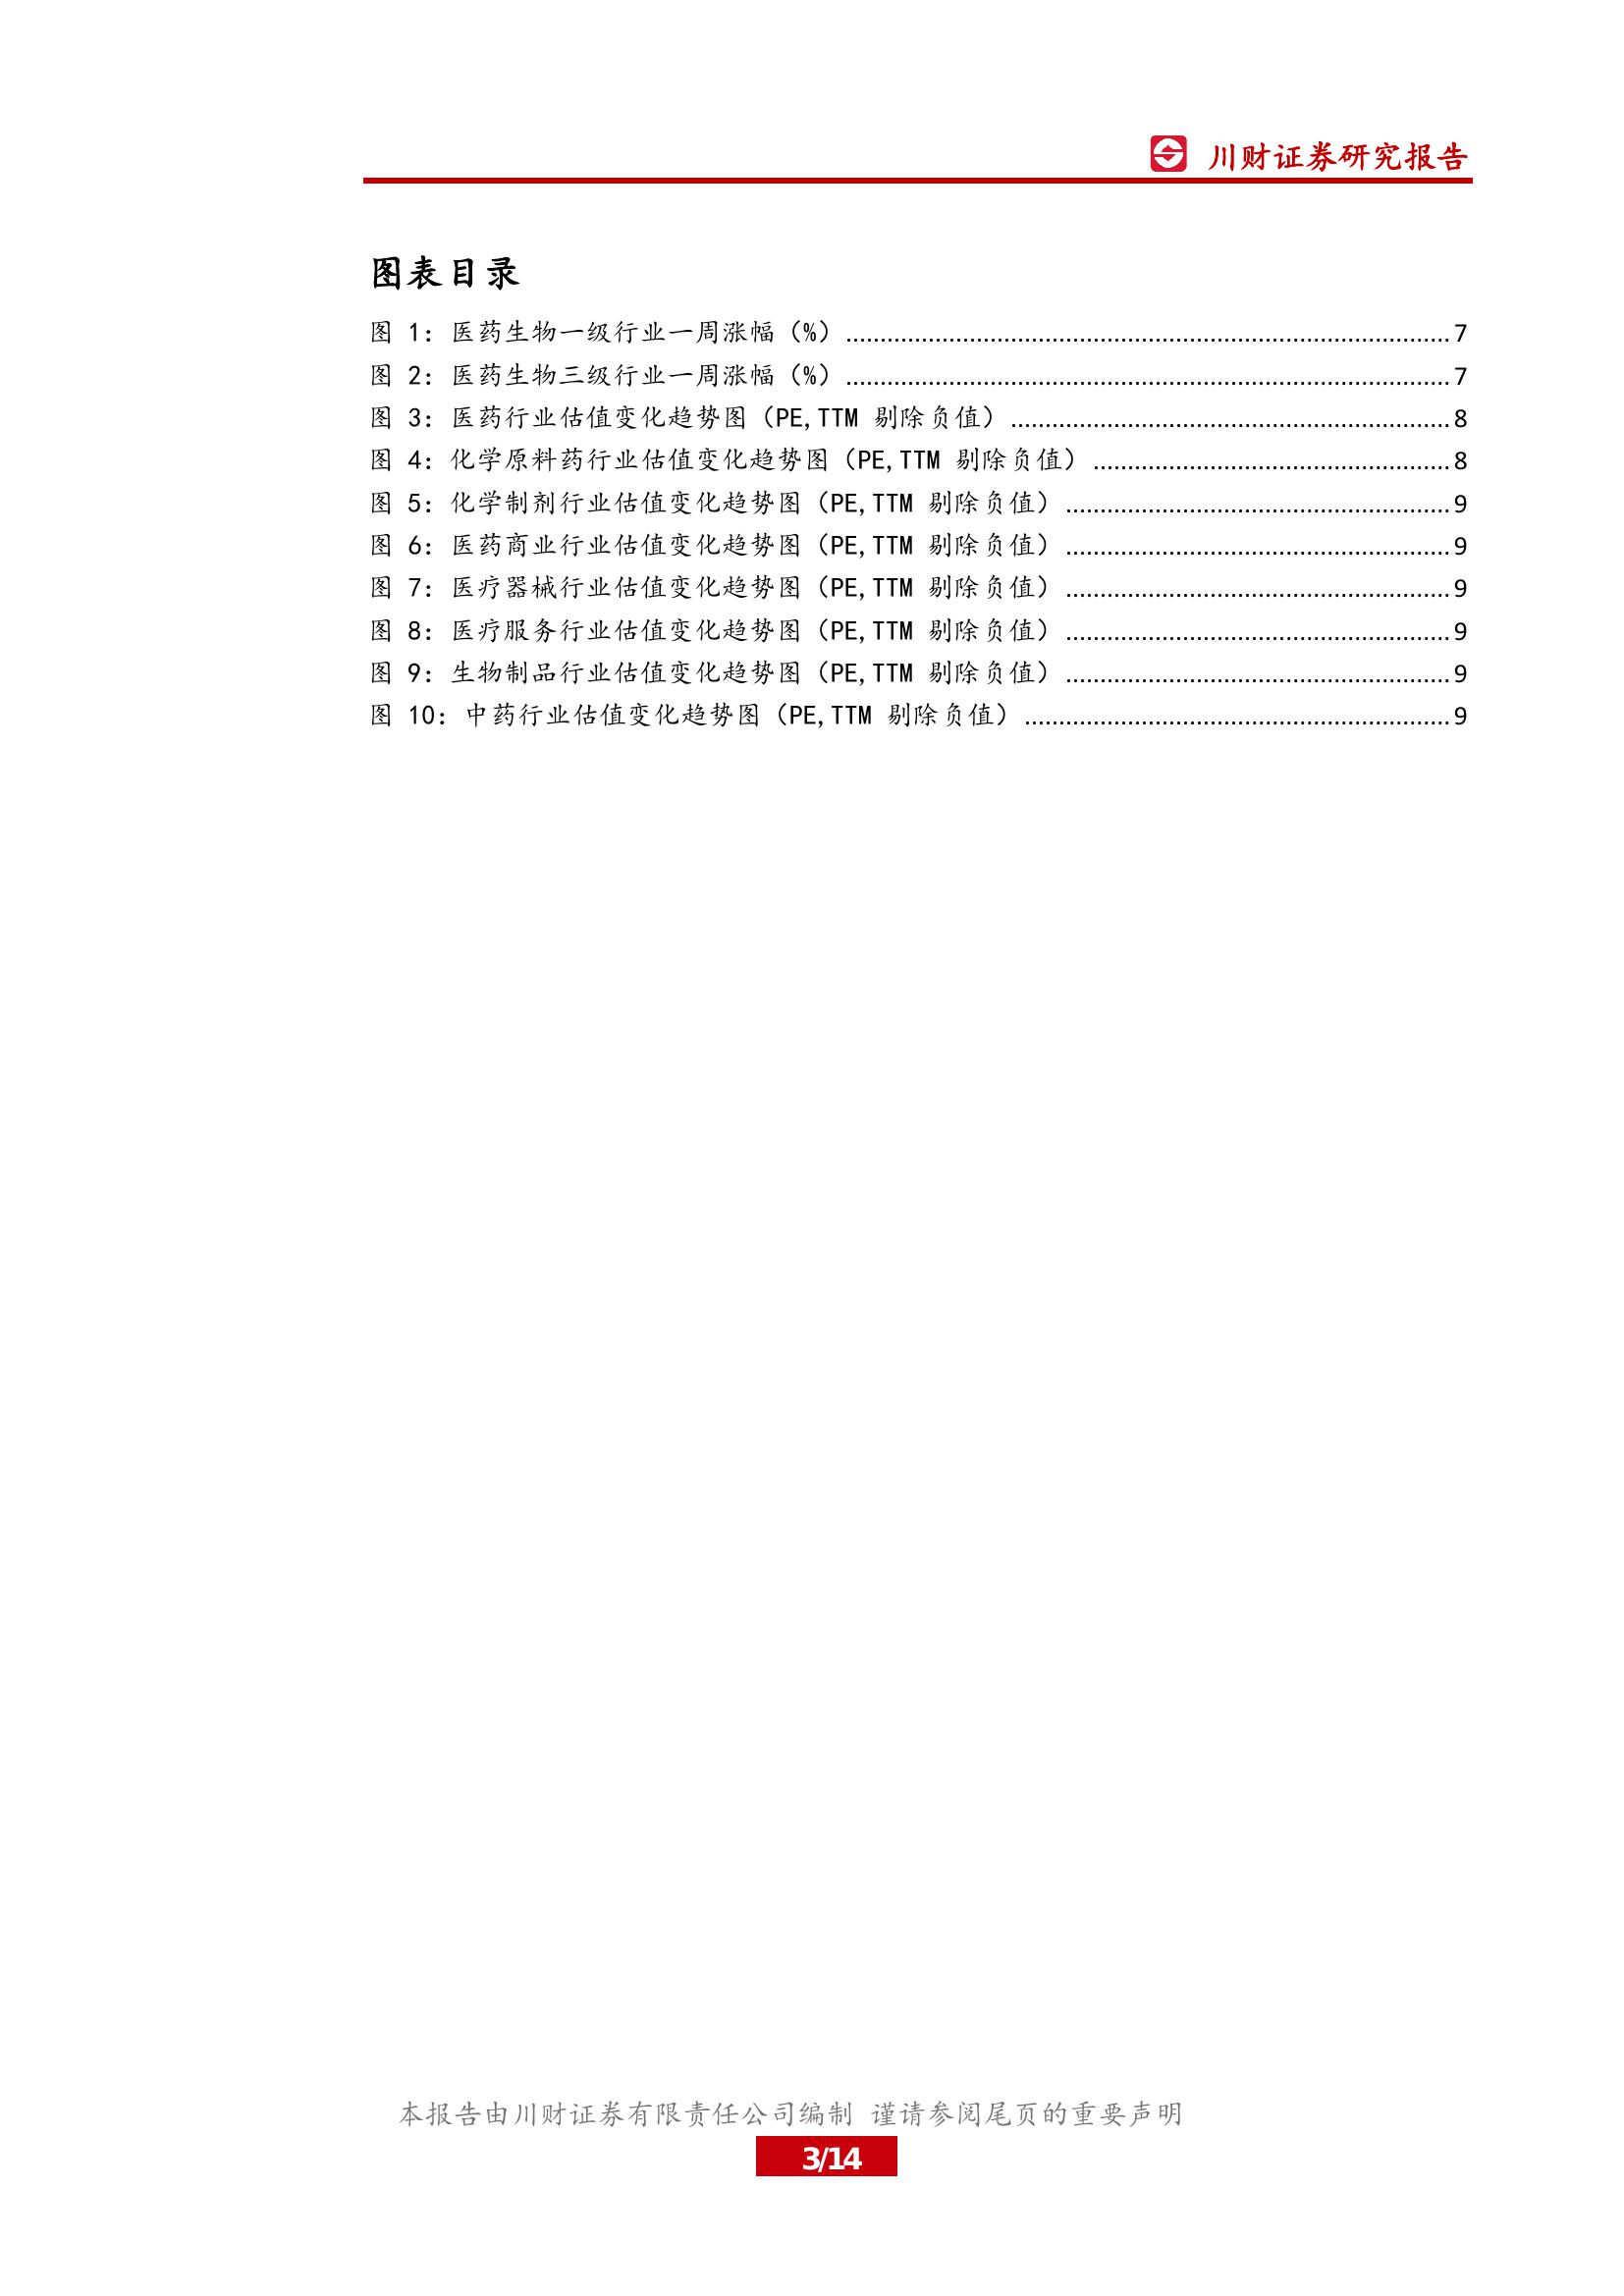 川财证券研究报告
图表目录
图 1：医药生物一级行业一周涨幅（%）........................................................................................7
图 2：医药生物三级行业一周涨幅（%）........................................................................................7
图 3：医药行业估值变化趋势图（PE,TTM 剔除负值）................................................................8
图 4：化学原料药行业估值变化趋势图（PE,TTM 剔除负值）....................................................8
图 5：化学制剂行业估值变化趋势图（PE,TTM 剔除负值）........................................................9
图 6：医药商业行业估值变化趋势图（PE,TTM 剔除负值）........................................................9
图 7：医疗器械行业估值变化趋势图（PE,TTM 剔除负值）........................................................9
图 8：医疗服务行业估值变化趋势图（PE,TTM 剔除负值）........................................................9
图 9：生物制品行业估值变化趋势图（PE,TTM 剔除负值）........................................................9
图 10：中药行业估值变化趋势图（PE,TTM 剔除负值）..............................................................9
本报告由川财证券有限责任公司编制 谨请参阅尾页的重要声明
3/14